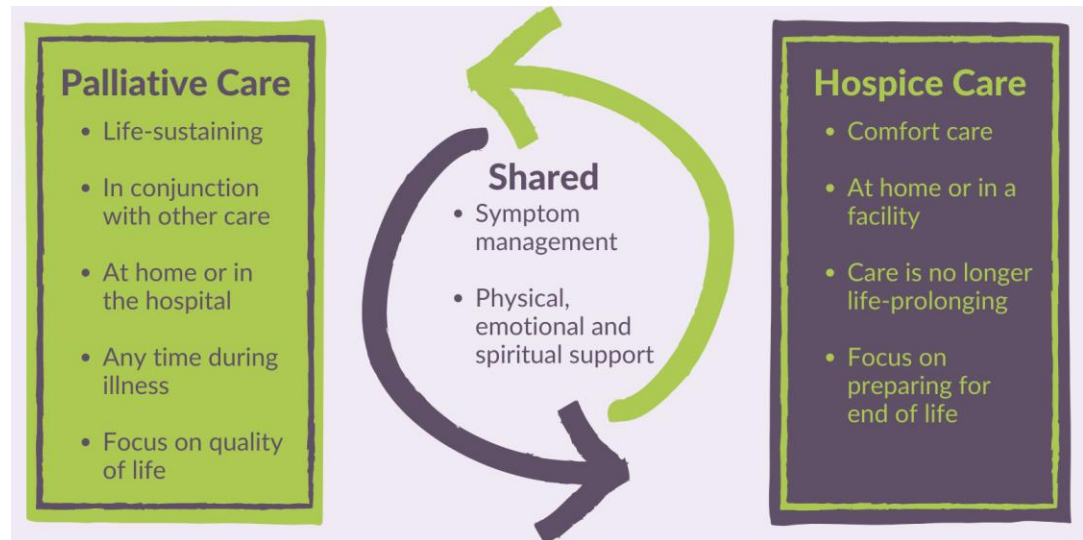 Palliative Care
• Life-sustaining
• In conjunction
with other care
• At home or in
the hospital
• Any time during
illness
• Focus on quality
of life
Shared
• Symptom
management
• Physical,
emotional and
spiritual support
Hospice Care
• Comfort care
• At home or in a
facility
• Care is no longer
life-prolonging
• Focus on
preparing for
end of life